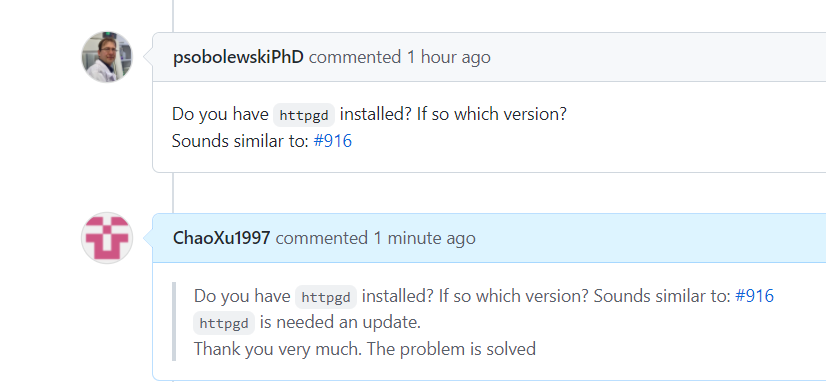 psobolewskiPhD commented 1 hour ago
Do you have httpgd installed? If so which version?
Sounds similar to: #916
ChaoXu1997 commented 1 minute ago
Do you have httpgd installed? If so which version? Sounds similar to: #916
httpgd is needed an update.
Thank you very much. The problem is solved